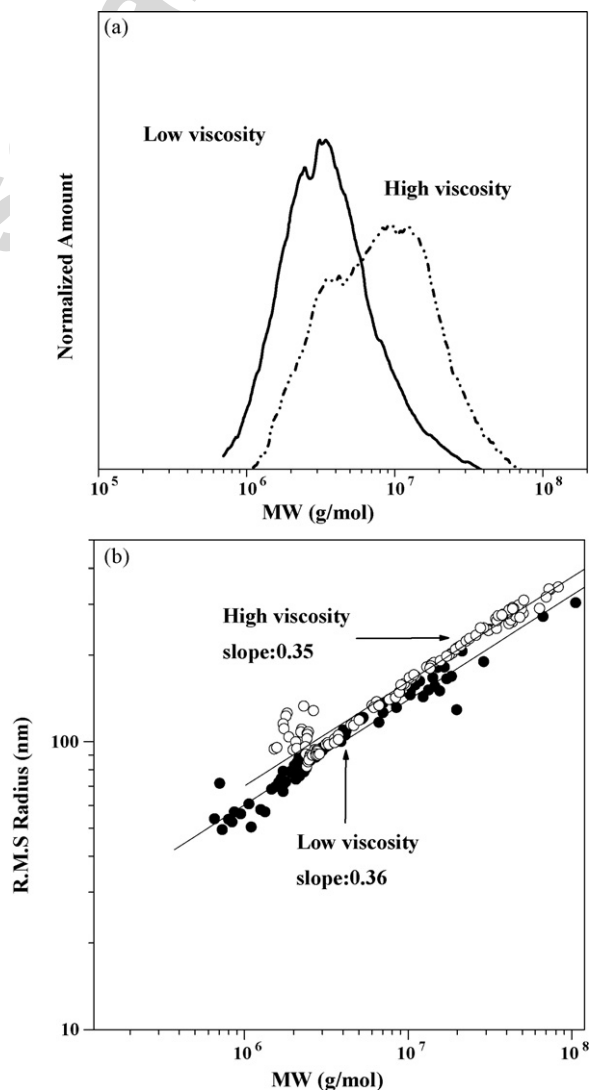 (a)
Low viscosity
High viscosity
Normalized Amount
10^5 10^6 10^7 10^8
MW (g/mol)
(b)
High viscosity
slope:0.35
100
R.M.S Radius (nm)
Low viscosity
slope:0.36
10
10^6 10^7 10^8
MW (g/mol)